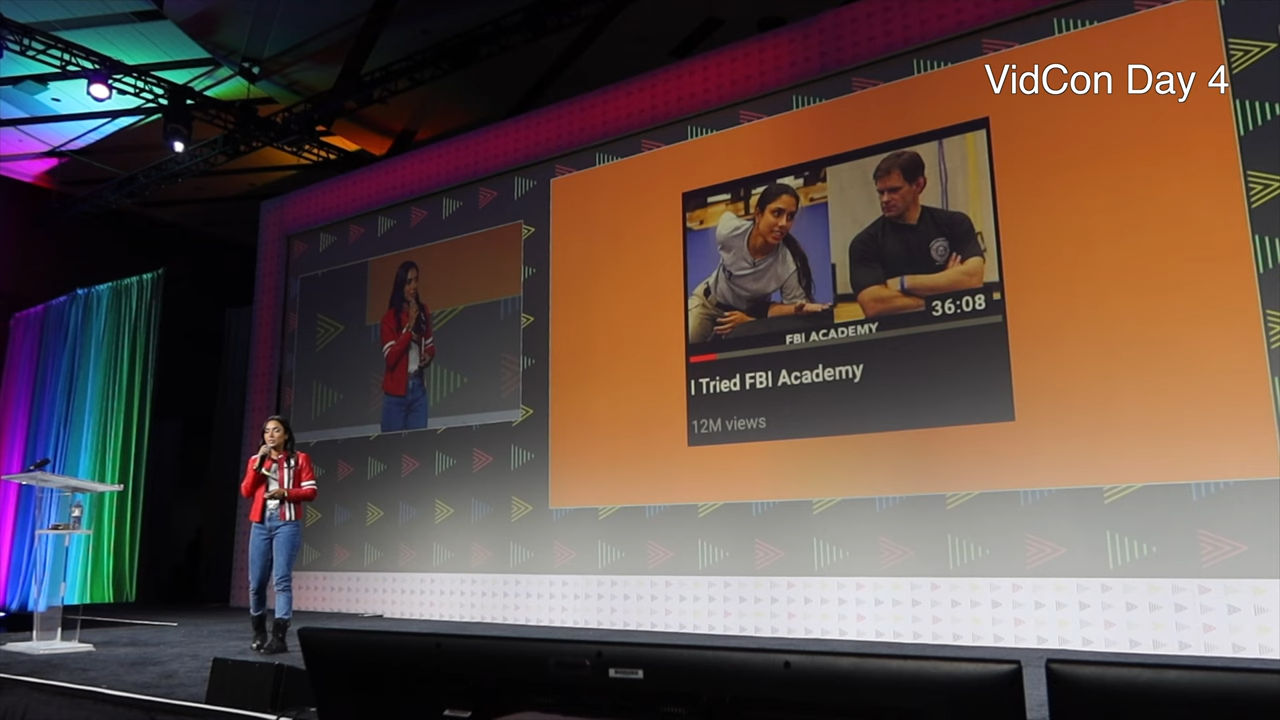 VidCon Day 4
36:08
FBI ACADEMY
I Tried FBI Academy
12M views